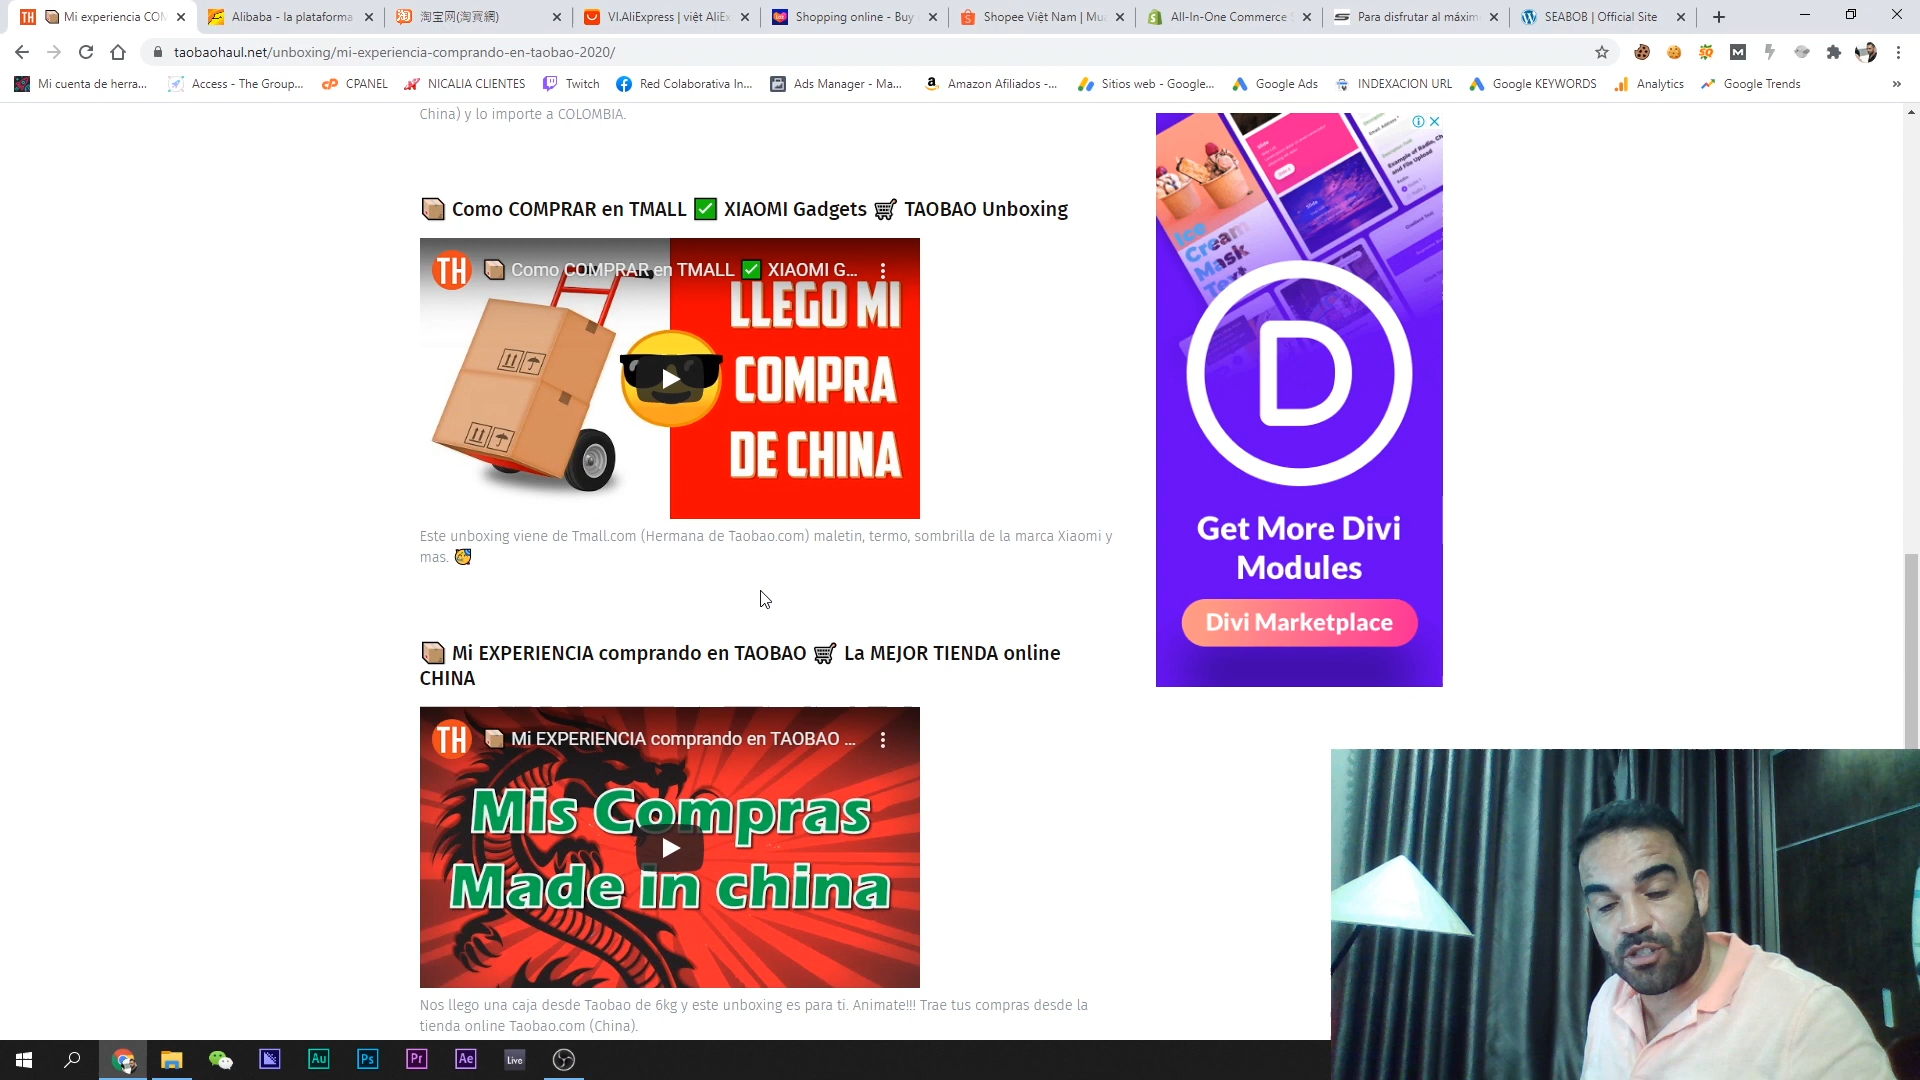 Mi experiencia COM
Alibaba - la plataforma
淘宝网(淘寶網)
VI.AliExpress | việt AliEx
Shopping online - Buy
Shopee Việt Nam | Mu
All-In-One Commerce S
Para disfrutar al máxim
SEABOB | Official Site
taobaohaul.net/unboxing/mi-experiencia-comprando-en-taobao-2020/
Mi cuenta de herra...
Access - The Group...
CPANEL
NICALIA CLIENTES
Twitch
Red Colaborativa In...
Ads Manager - Ma...
Amazon Afiliados -...
Sitios web - Google...
Google Ads
INDEXACION URL
Google KEYWORDS
Analytics
Google Trends
China) y lo importe a COLOMBIA.
Como COMPRAR en TMALL ✅ XIAOMI Gadgets 🛒 TAOBAO Unboxing
TH
Como COMPRAR en TMALL ✅ XIAOMI G...
LLEGO MI
COMPRA
DE CHINA
Este unboxing viene de Tmall.com (Hermana de Taobao.com) maletin, termo, sombrilla de la marca Xiaomi y
mas.
Mi EXPERIENCIA comprando en TAOBAO 🛒 La MEJOR TIENDA online
CHINA
TH
Mi EXPERIENCIA comprando en TAOBAO ...
Mis Compras
Made in china
Nos llego una caja desde Taobao de 6kg y este unboxing es para ti. Animate!!! Trae tus compras desde la
tienda online Taobao.com (China).
Ice
Cream
Mask
Text
D
Get More Divi
Modules
Divi Marketplace
Au
Ps
Pr
Ae
Live